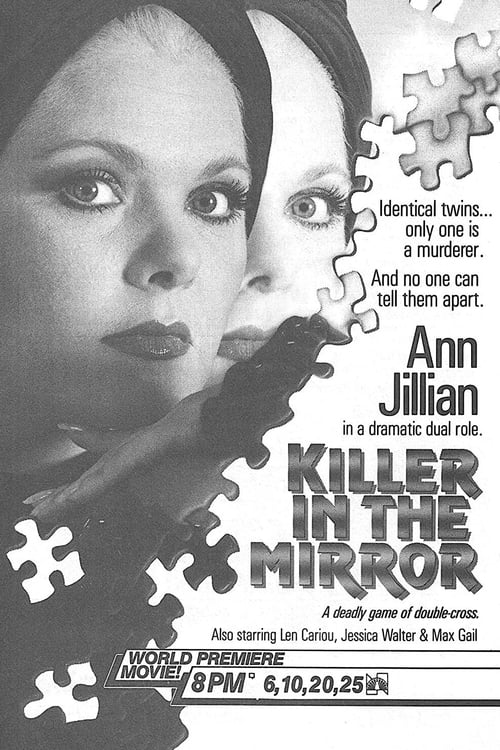 Identical twins...
only one is
a murderer.
And no one can
tell them apart.
Ann
Jillian
in a dramatic dual role.
KILLER
IN THE
MIRROR
A deadly game of double-cross.
Also starring Len Cariou, Jessica Walter & Max Gail
WORLD PREMIERE
MOVIE!
8PM 6,10,20,25